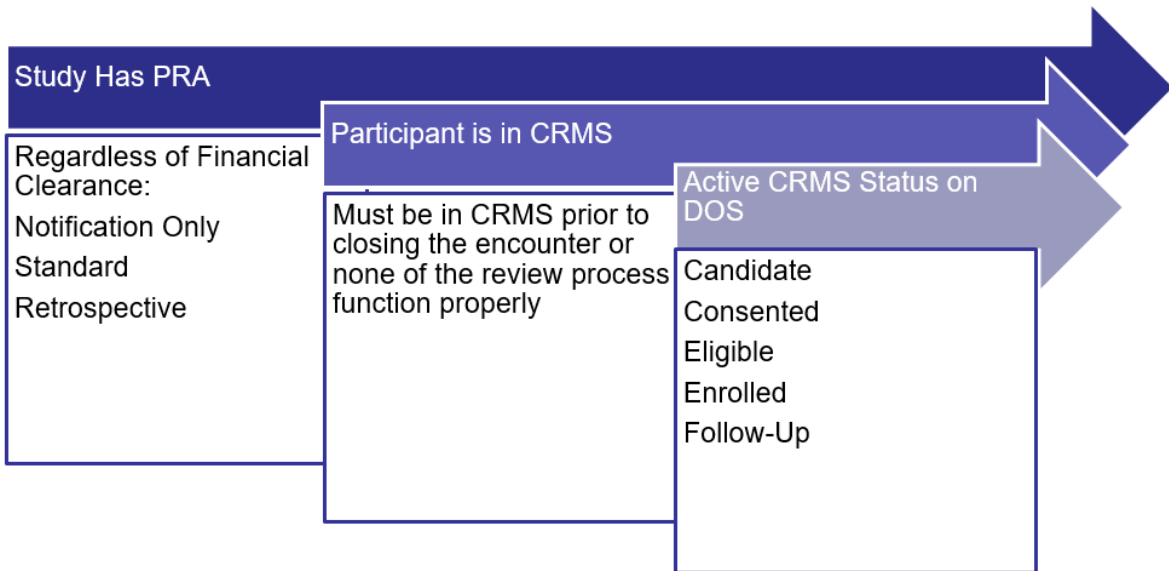 Study Has PRA
Regardless of Financial
Clearance:
Notification Only
Standard
Retrospective
Participant is in CRMS
Must be in CRMS prior to
closing the encounter or
none of the review process
function properly
Active CRMS Status on
DOS
Candidate
Consented
Eligible
Enrolled
Follow-Up